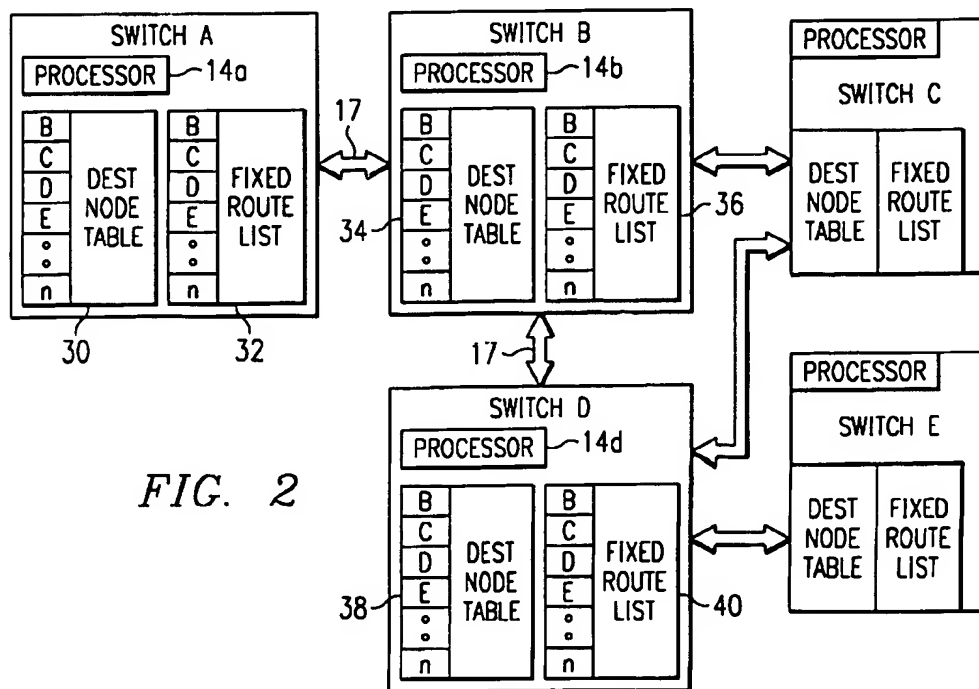 SWITCH A
PROCESSOR
14a
B
C
D
E
n
DEST
NODE
TABLE
B
C
D
E
n
FIXED
ROUTE
LIST
30
32
17
SWITCH B
PROCESSOR
14b
B
C
D
E
n
DEST
NODE
TABLE
B
C
D
E
n
FIXED
ROUTE
LIST
34
36
PROCESSOR
SWITCH C
DEST
NODE
TABLE
FIXED
ROUTE
LIST
17
SWITCH D
PROCESSOR
14d
B
C
D
E
n
DEST
NODE
TABLE
B
C
D
E
n
FIXED
ROUTE
LIST
38
40
PROCESSOR
SWITCH E
DEST
NODE
TABLE
FIXED
ROUTE
LIST
FIG. 2